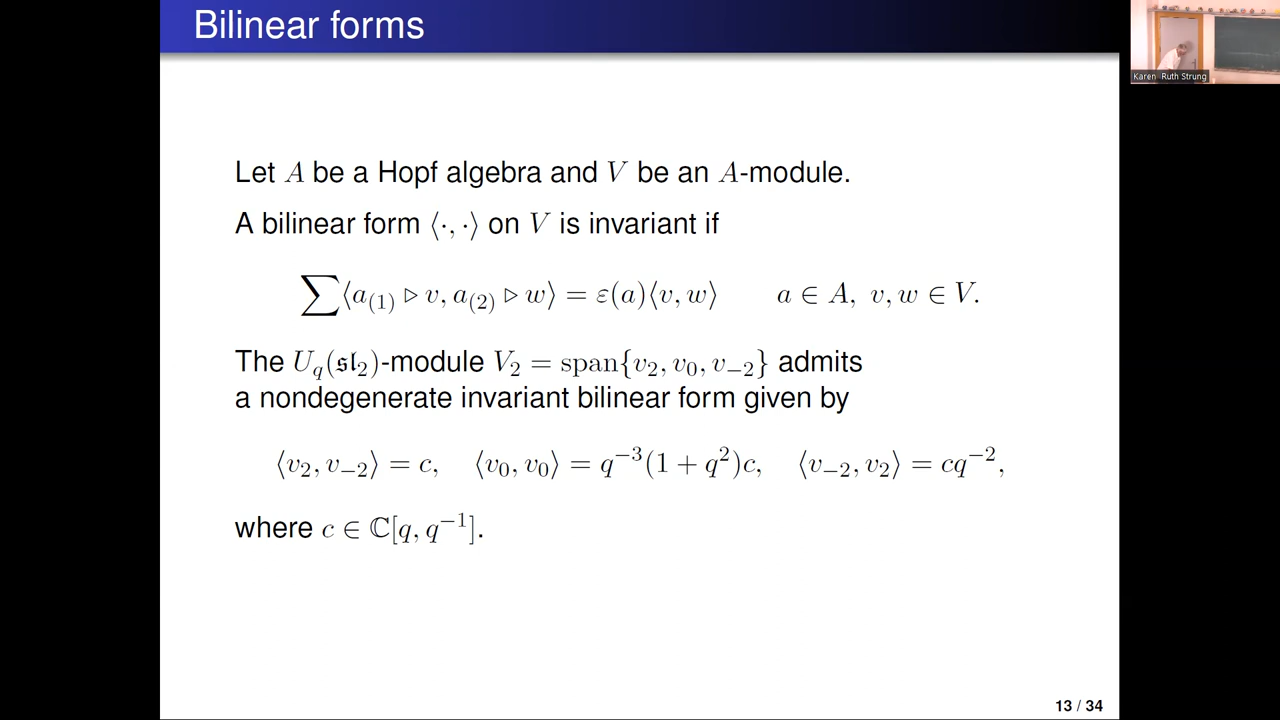 Bilinear forms
Karen Ruth Strung
Let A be a Hopf algebra and V be an A-module.
A bilinear form ⟨·, ·⟩ on V is invariant if
∑⟨a₍₁₎ ▷ v, a₍₂₎ ▷ w⟩ = ε(a)⟨v, w⟩ a ∈ A, v, w ∈ V.
The U_q(𝔰𝔩₂)-module V₂ = span{v₂, v₀, v₋₂} admits
a nondegenerate invariant bilinear form given by
⟨v₂, v₋₂⟩ = c, ⟨v₀, v₀⟩ = q⁻³(1 + q²)c, ⟨v₋₂, v₂⟩ = cq⁻²,
where c ∈ ℂ[q, q⁻¹].
13 / 34